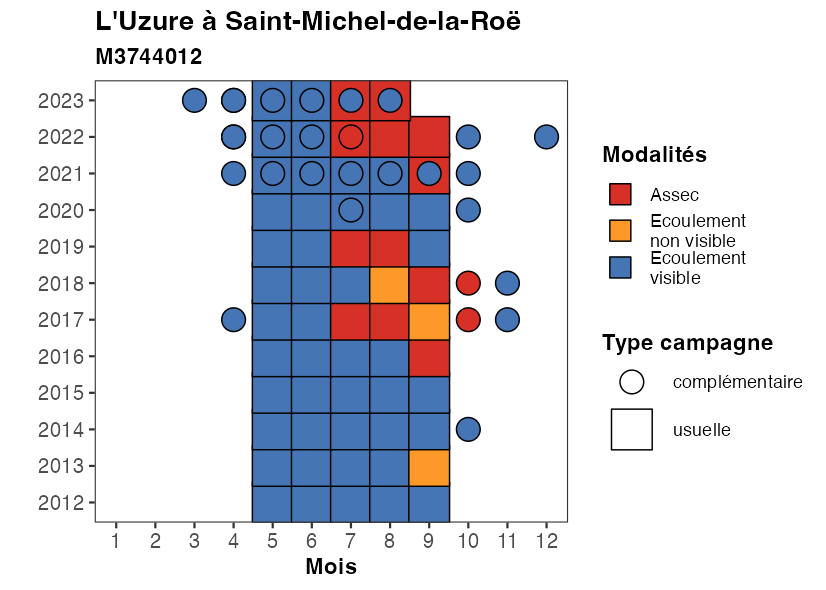 L'Uzure à Saint-Michel-de-la-Roë
M3744012
2023
2022
2021
2020
2019
2018
2017
2016
2015
2014
2013
2012
1 2 3 4 5 6 7 8 9 10 11 12
Mois
Modalités
Assec
Ecoulement
non visible
Ecoulement
visible
Type campagne
complémentaire
usuelle